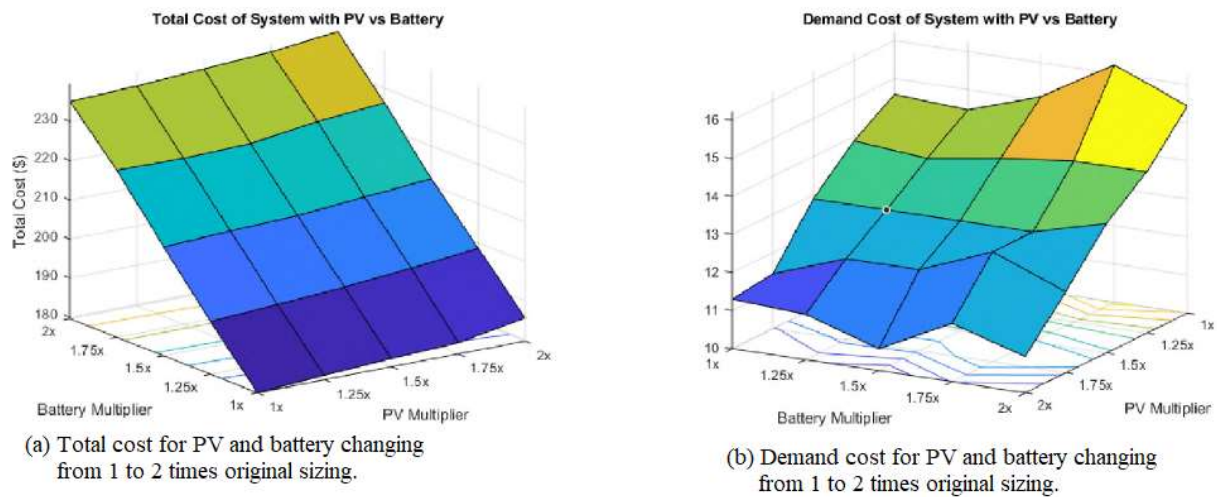 Total Cost of System with PV vs Battery
230
220
210
200
190
180
Total Cost ($)
2x
1.75x
1.5x
1.25x
1x
Battery Multiplier
1x
1.25x
1.5x
1.75x
2x
PV Multiplier
(a) Total cost for PV and battery changing
from 1 to 2 times original sizing.
Demand Cost of System with PV vs Battery
16
15
14
13
12
11
10
1x
1.25x
1.5x
1.75x
2x
Battery Multiplier
2x
1.75x
1.5x
1.25x
1x
PV Multiplier
(b) Demand cost for PV and battery changing
from 1 to 2 times original sizing.